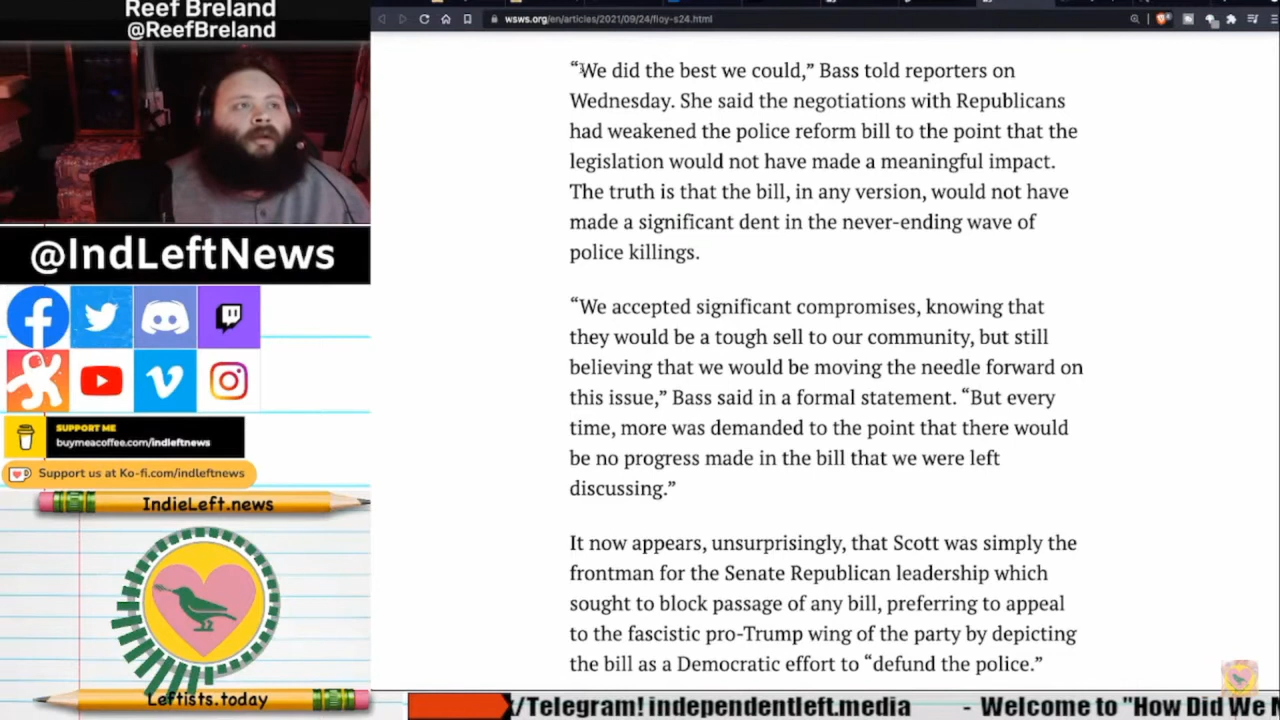 Reef Breland
@ReefBreland
@IndLeftNews
SUPPORT ME
buymeacoffee.com/indleftnews
Support us at Ko-fi.com/indleftnews
IndieLeft.news
Leftists.today
wsws.org/en/articles/2021/09/24/floy-s24.html
“We did the best we could,” Bass told reporters on
Wednesday. She said the negotiations with Republicans
had weakened the police reform bill to the point that the
legislation would not have made a meaningful impact.
The truth is that the bill, in any version, would not have
made a significant dent in the never-ending wave of
police killings.
“We accepted significant compromises, knowing that
they would be a tough sell to our community, but still
believing that we would be moving the needle forward on
this issue,” Bass said in a formal statement. “But every
time, more was demanded to the point that there would
be no progress made in the bill that we were left
discussing.”
It now appears, unsurprisingly, that Scott was simply the
frontman for the Senate Republican leadership which
sought to block passage of any bill, preferring to appeal
to the fascistic pro-Trump wing of the party by depicting
the bill as a Democratic effort to “defund the police.”
/Telegram! independentleft.media - Welcome to "How Did We